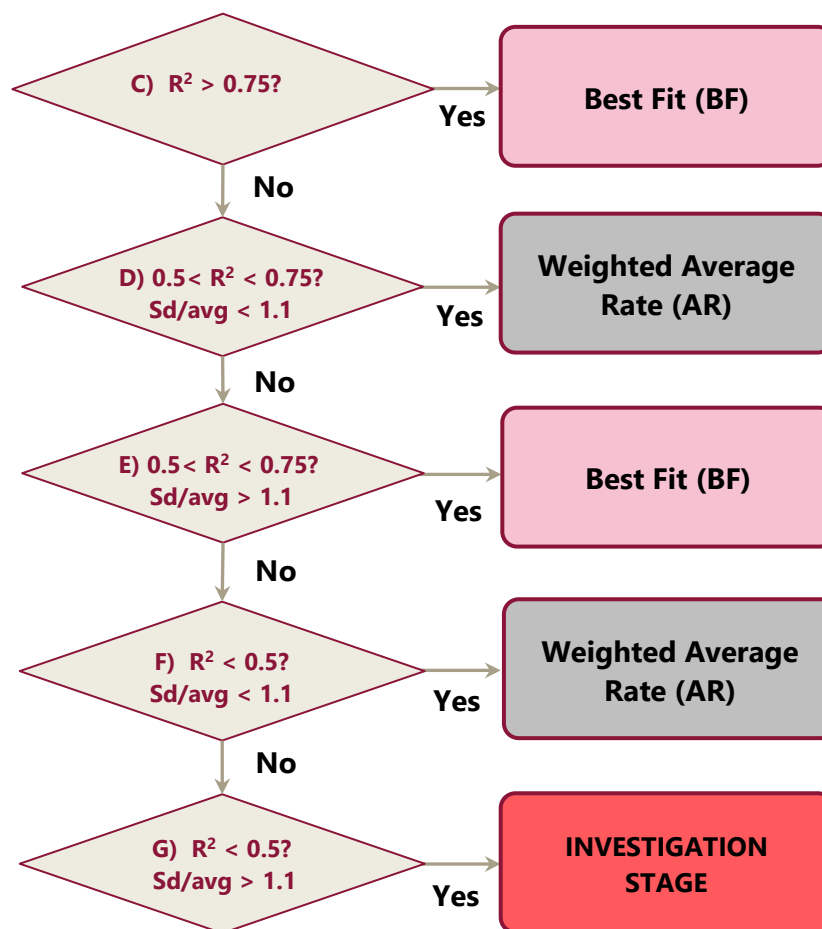 C) R² > 0.75?
Yes
Best Fit (BF)
No
D) 0.5< R² < 0.75?
Sd/avg < 1.1
Yes
Weighted Average
Rate (AR)
No
E) 0.5< R² < 0.75?
Sd/avg > 1.1
Yes
Best Fit (BF)
No
F) R² < 0.5?
Sd/avg < 1.1
Yes
Weighted Average
Rate (AR)
No
G) R² < 0.5?
Sd/avg > 1.1
Yes
INVESTIGATION
STAGE